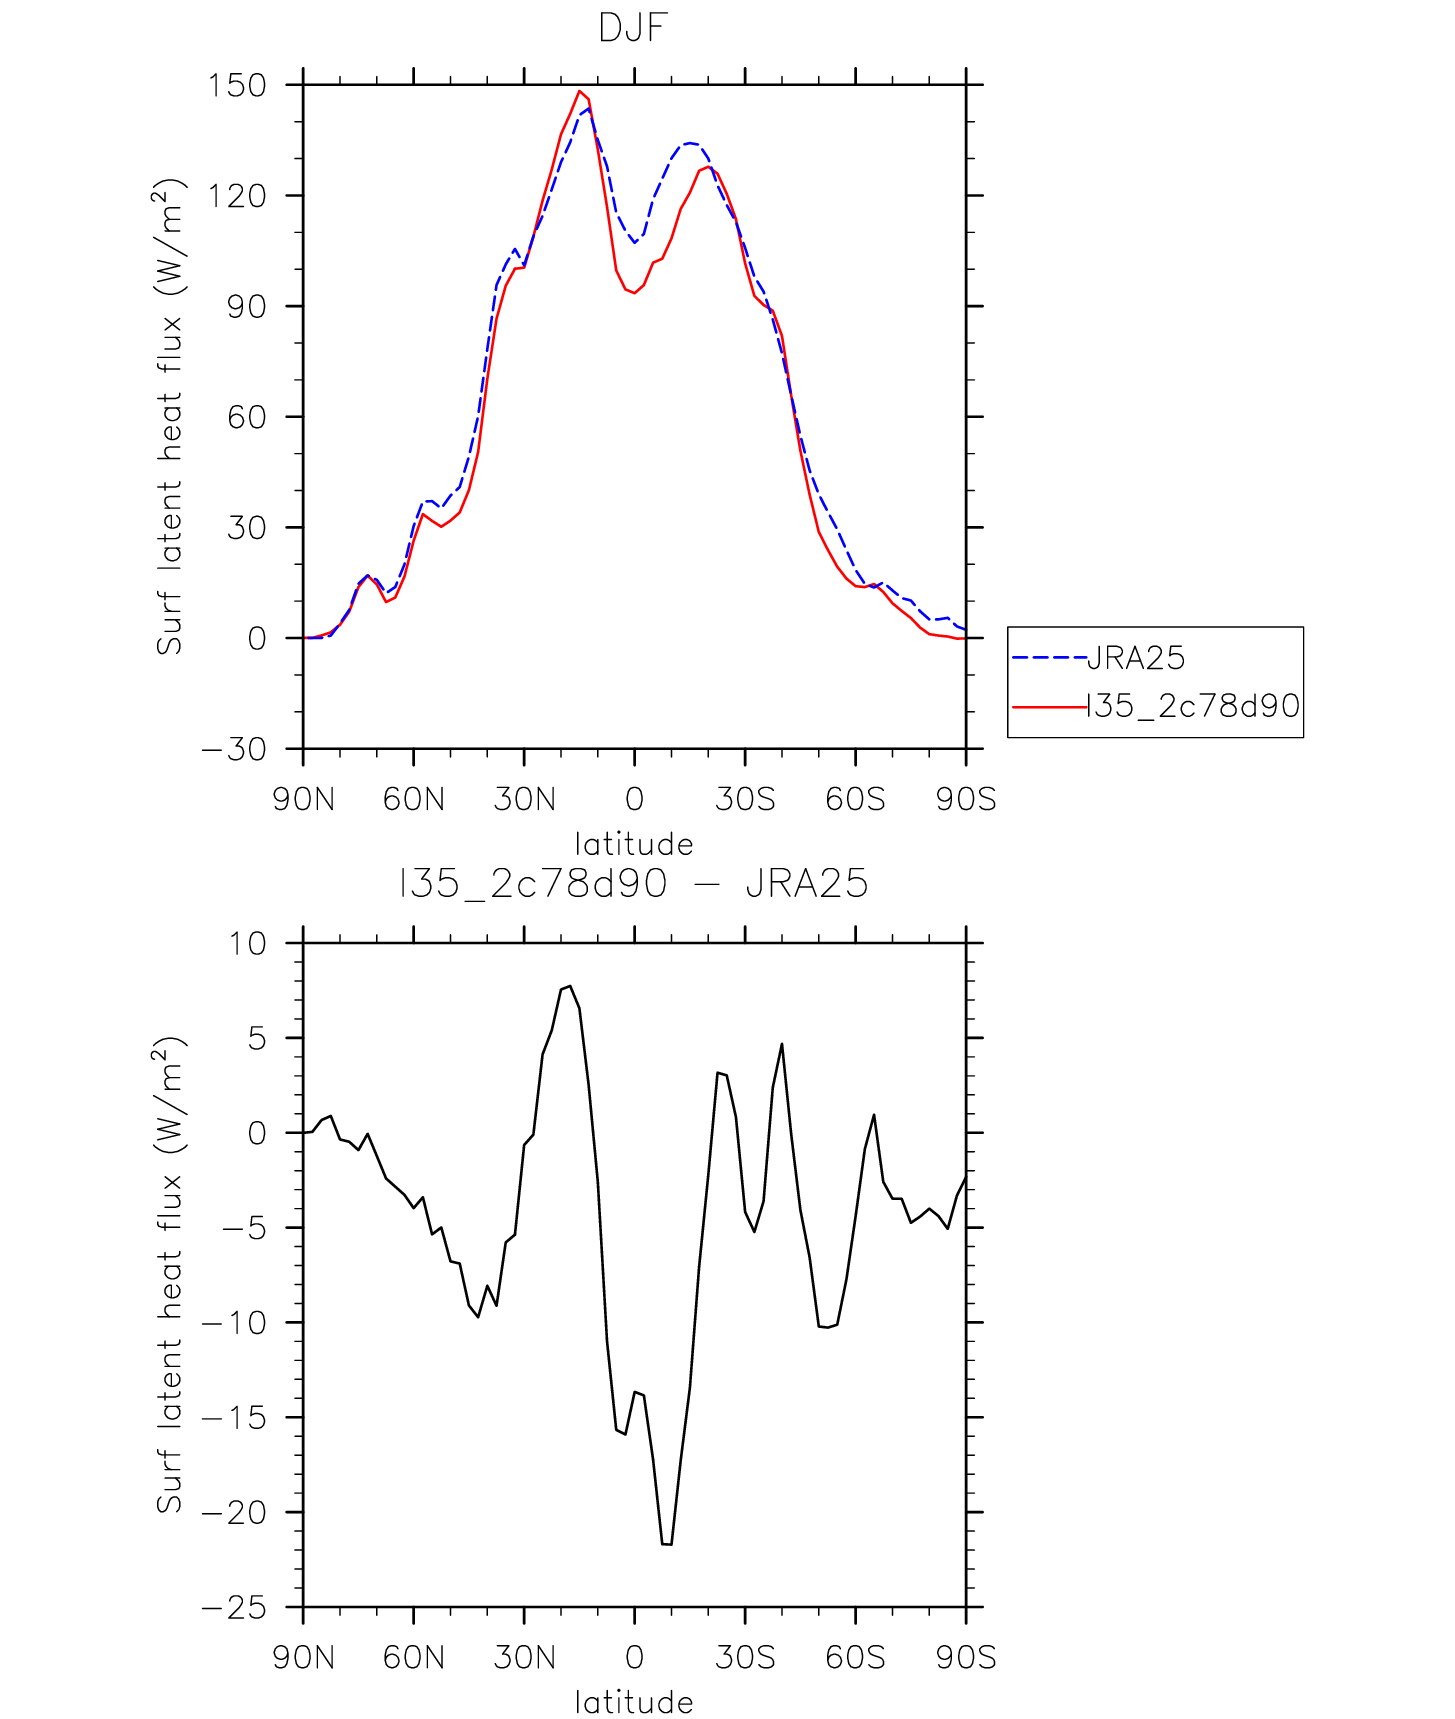 DJF
Surf latent heat flux (W/m²)
150
120
90
60
30
0
−30
90N 60N 30N 0 30S 60S 90S
latitude
JRA25
I35_2c78d90
I35_2c78d90 − JRA25
Surf latent heat flux (W/m²)
10
5
0
−5
−10
−15
−20
−25
90N 60N 30N 0 30S 60S 90S
latitude